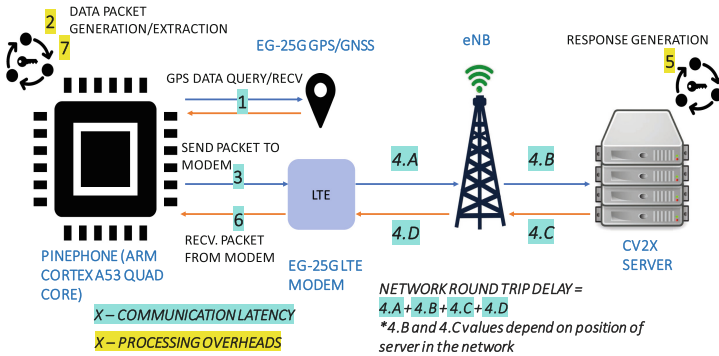 2
7
DATA PACKET
GENERATION/EXTRACTION
EG-25G GPS/GNSS
eNB
RESPONSE GENERATION
5
GPS DATA QUERY/RECV
1
SEND PACKET TO
MODEM
3
LTE
4.A
4.B
6
4.D
4.C
RECV. PACKET
FROM MODEM
PINEPHONE (ARM
CORTEX A53 QUAD
CORE)
EG-25G LTE
MODEM
CV2X
SERVER
X – COMMUNICATION LATENCY
X – PROCESSING OVERHEADS
NETWORK ROUND TRIP DELAY =
4.A + 4.B + 4.C + 4.D
*4.B and 4.C values depend on position of
server in the network